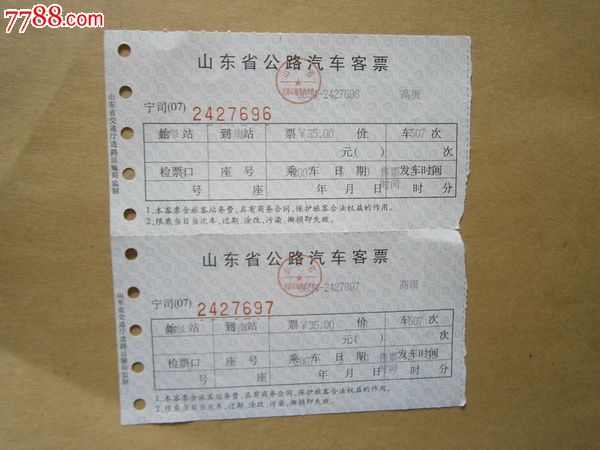 7788.com
山东省公路汽车客票
0034-2427696 高级
宁司(07) 2427696
始 站 到 南 站 票 ¥35.00 价 车 507 次
元( ) 次
检票口 座号 乘车日期 发车时间
号 座 年 月 日 时 分
1、本客票含旅客站务费,具有商务合同,保护旅客合法权益的作用。
2、限乘当日当次车,过期、涂改、污染、撕损即失效。
山东省交通厅道路运输局监制
山东省公路汽车客票
0034-2427697 高级
宁司(07) 2427697
始 站 到 南 站 票 ¥35.00 价 车 507 次
元( ) 次
检票口 座号 乘车日期 发车时间
号 座 年 月 日 时 分
1、本客票含旅客站务费,具有商务合同,保护旅客合法权益的作用。
2、限乘当日当次车,过期、涂改、污染、撕损即失效。
山东省交通厅道路运输局监制